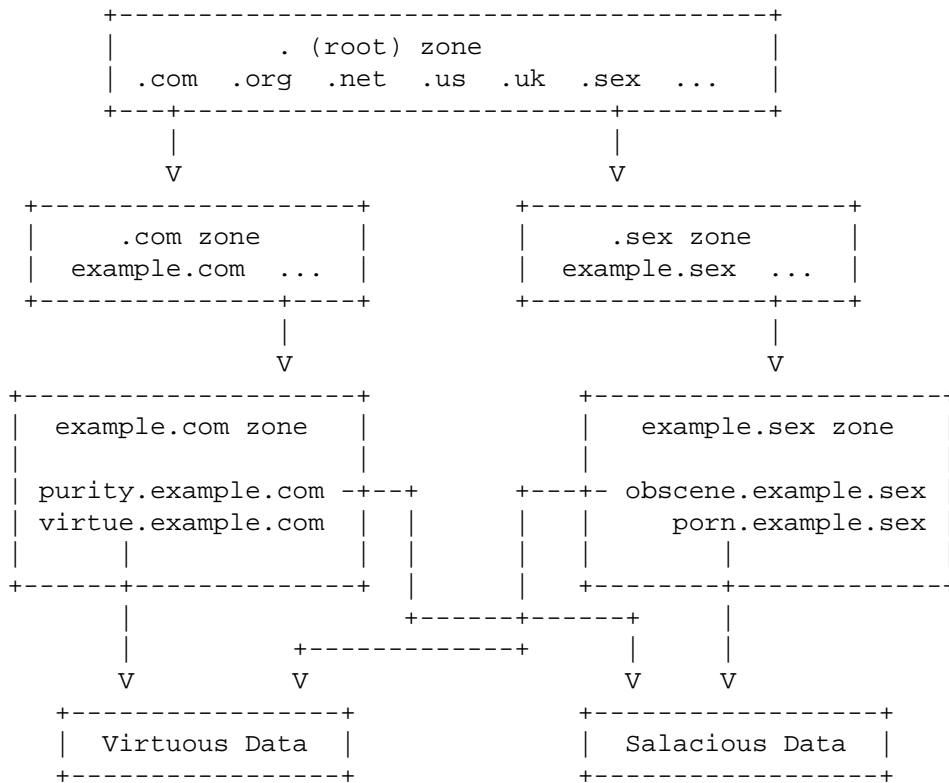 . (root) zone
.com .org .net .us .uk .sex ...
.com zone
example.com ...
.sex zone
example.sex ...
example.com zone
purity.example.com
virtue.example.com
example.sex zone
obscene.example.sex
porn.example.sex
Virtuous Data
Salacious Data